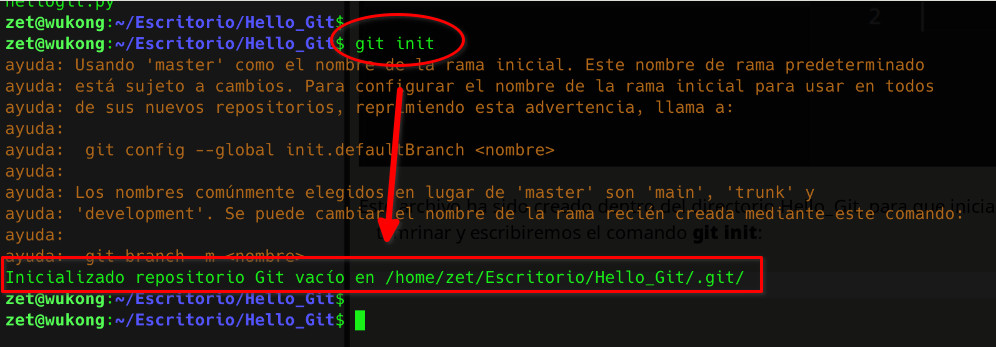 hellogit.py
zet@wukong:~/Escritorio/Hello_Git$
zet@wukong:~/Escritorio/Hello_Git$ git init
ayuda: Usando 'master' como el nombre de la rama inicial. Este nombre de rama predeterminado
ayuda: está sujeto a cambios. Para configurar el nombre de la rama inicial para usar en todos
ayuda: de sus nuevos repositorios, reprimiendo esta advertencia, llama a:
ayuda:
ayuda:  git config --global init.defaultBranch <nombre>
ayuda:
ayuda: Los nombres comúnmente elegidos en lugar de 'master' son 'main', 'trunk' y
ayuda: 'development'. Se puede cambiar el nombre de la rama recién creada mediante este comando:
ayuda:
ayuda:  git branch -m <nombre>
Inicializado repositorio Git vacío en /home/zet/Escritorio/Hello_Git/.git/
zet@wukong:~/Escritorio/Hello_Git$
zet@wukong:~/Escritorio/Hello_Git$
2
Este archivo ha sido creado dentro del directorio Hello_Git, para que inicia
y escribiremos el comando git init: